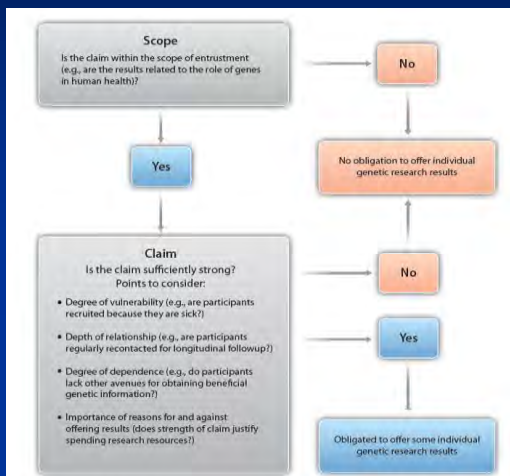 Scope
Is the claim within the scope of entrustment
(e.g., are the results related to the role of genes
in human health)?
No
Yes
No obligation to offer individual
genetic research results
Claim
Is the claim sufficiently strong?
Points to consider:
• Degree of vulnerability (e.g., are participants
recruited because they are sick?)
• Depth of relationship (e.g., are participants
regularly recontacted for longitudinal followup?)
• Degree of dependence (e.g., do participants
lack other avenues for obtaining beneficial
genetic information?)
• Importance of reasons for and against
offering results (does strength of claim justify
spending research resources?)
No
Yes
Obligated to offer some individual
genetic research results